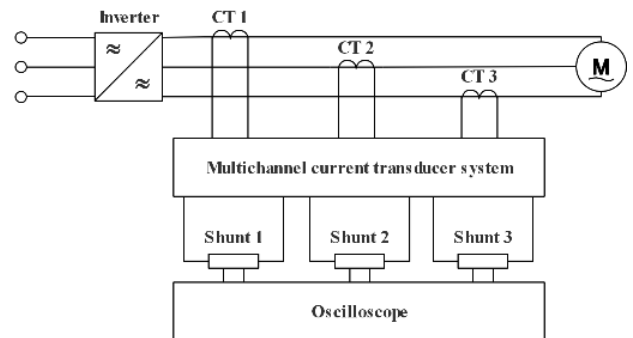 Inverter
CT 1
CT 2
CT 3
≈
≈
M
Multichannel current transducer system
Shunt 1
Shunt 2
Shunt 3
Oscilloscope